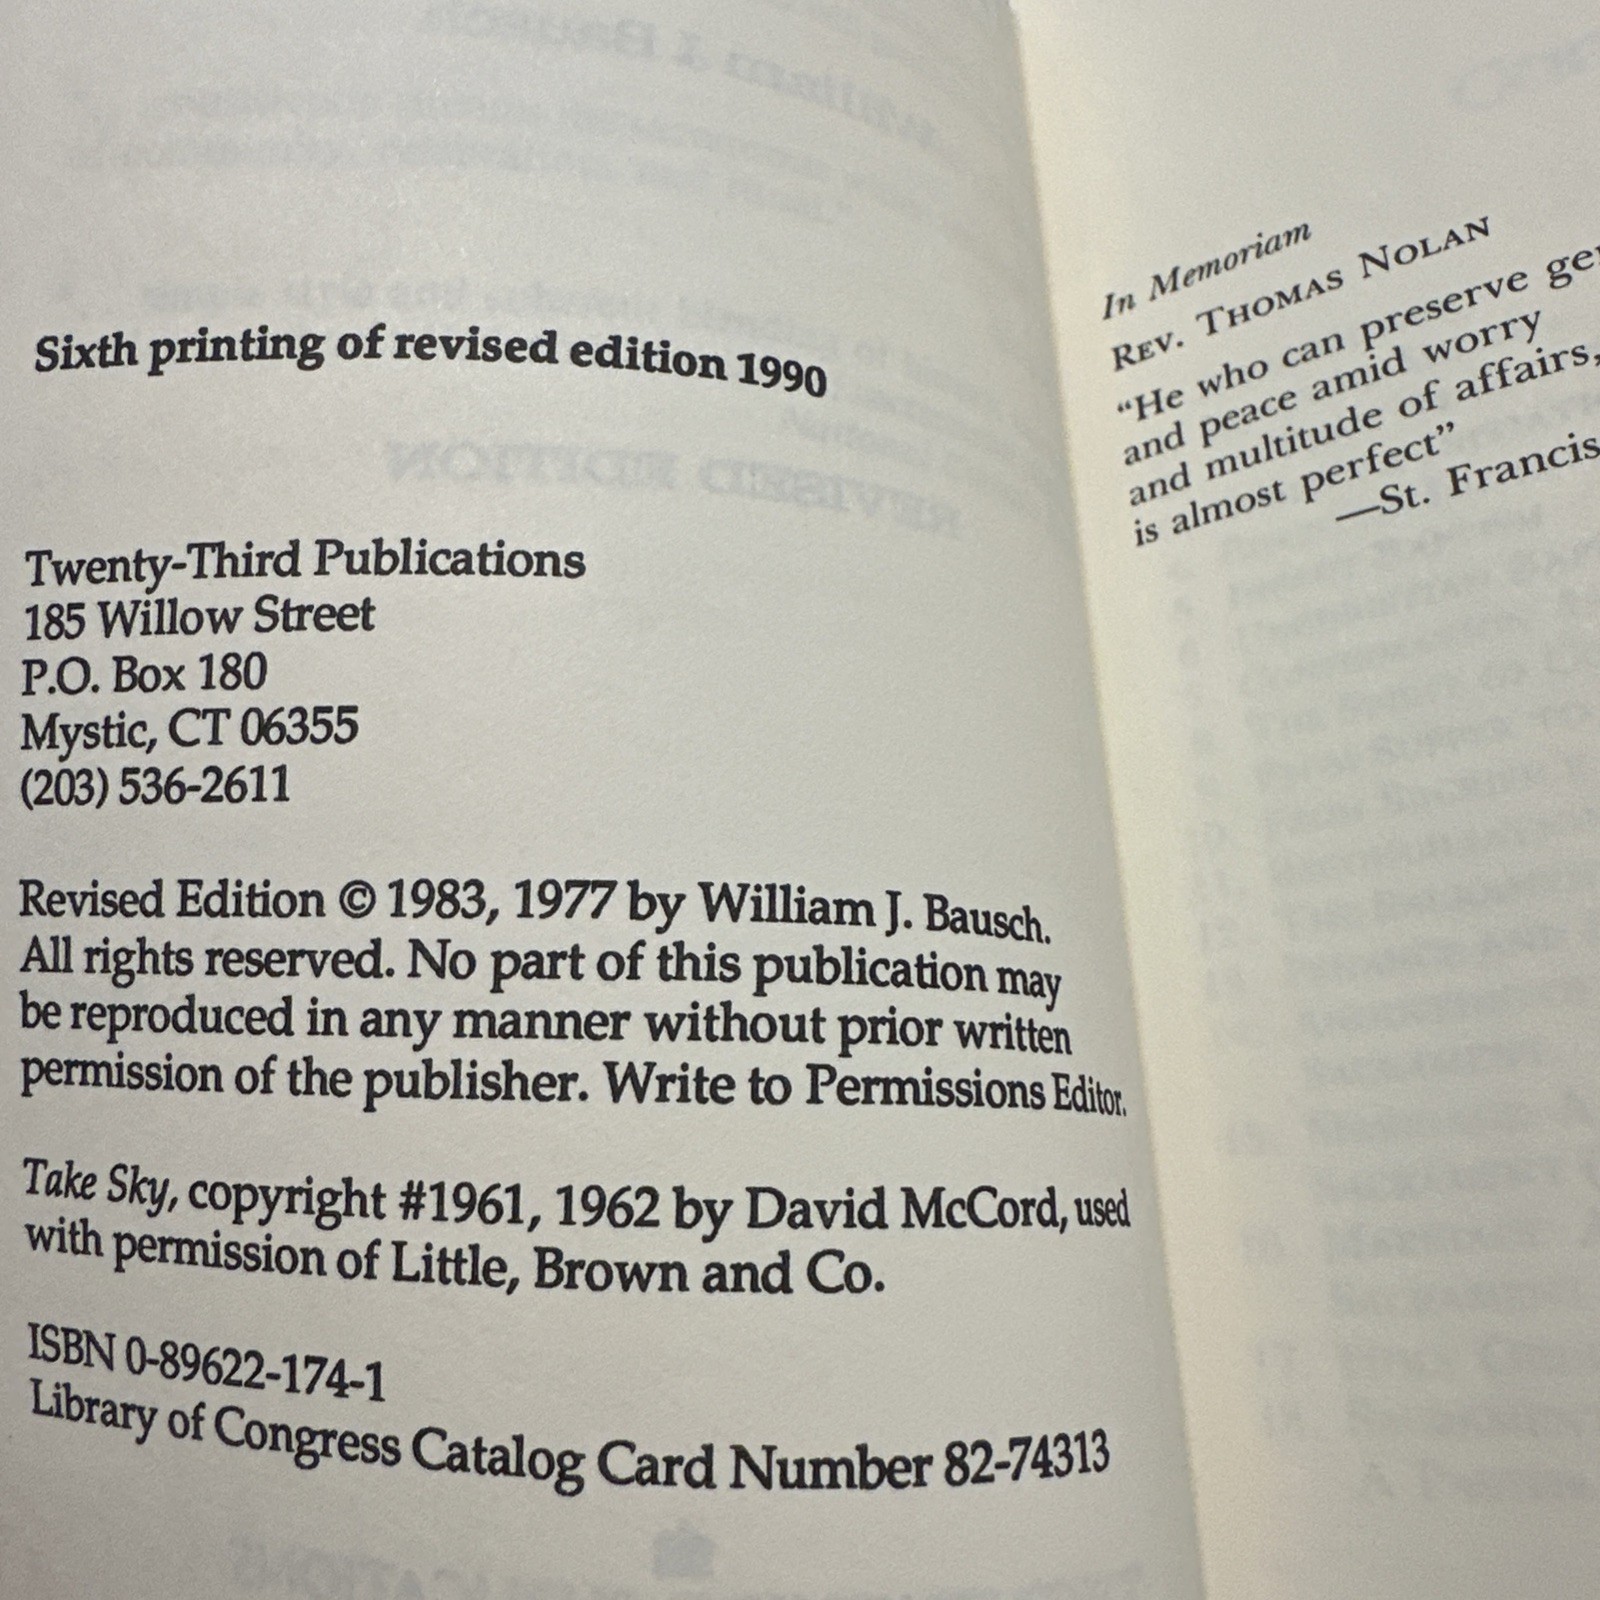 Sixth printing of revised edition 1990
Twenty-Third Publications
185 Willow Street
P.O. Box 180
Mystic, CT 06355
(203) 536-2611
Revised Edition © 1983, 1977 by William J. Bausch.
All rights reserved. No part of this publication may
be reproduced in any manner without prior written
permission of the publisher. Write to Permissions Editor.
Take Sky, copyright #1961, 1962 by David McCord, used
with permission of Little, Brown and Co.
ISBN 0-89622-174-1
Library of Congress Catalog Card Number 82-74313
In Memoriam
REV. THOMAS NOLAN
“He who can preserve
and peace amid worry
and multitude of affairs,
is almost perfect”
—St. Francis